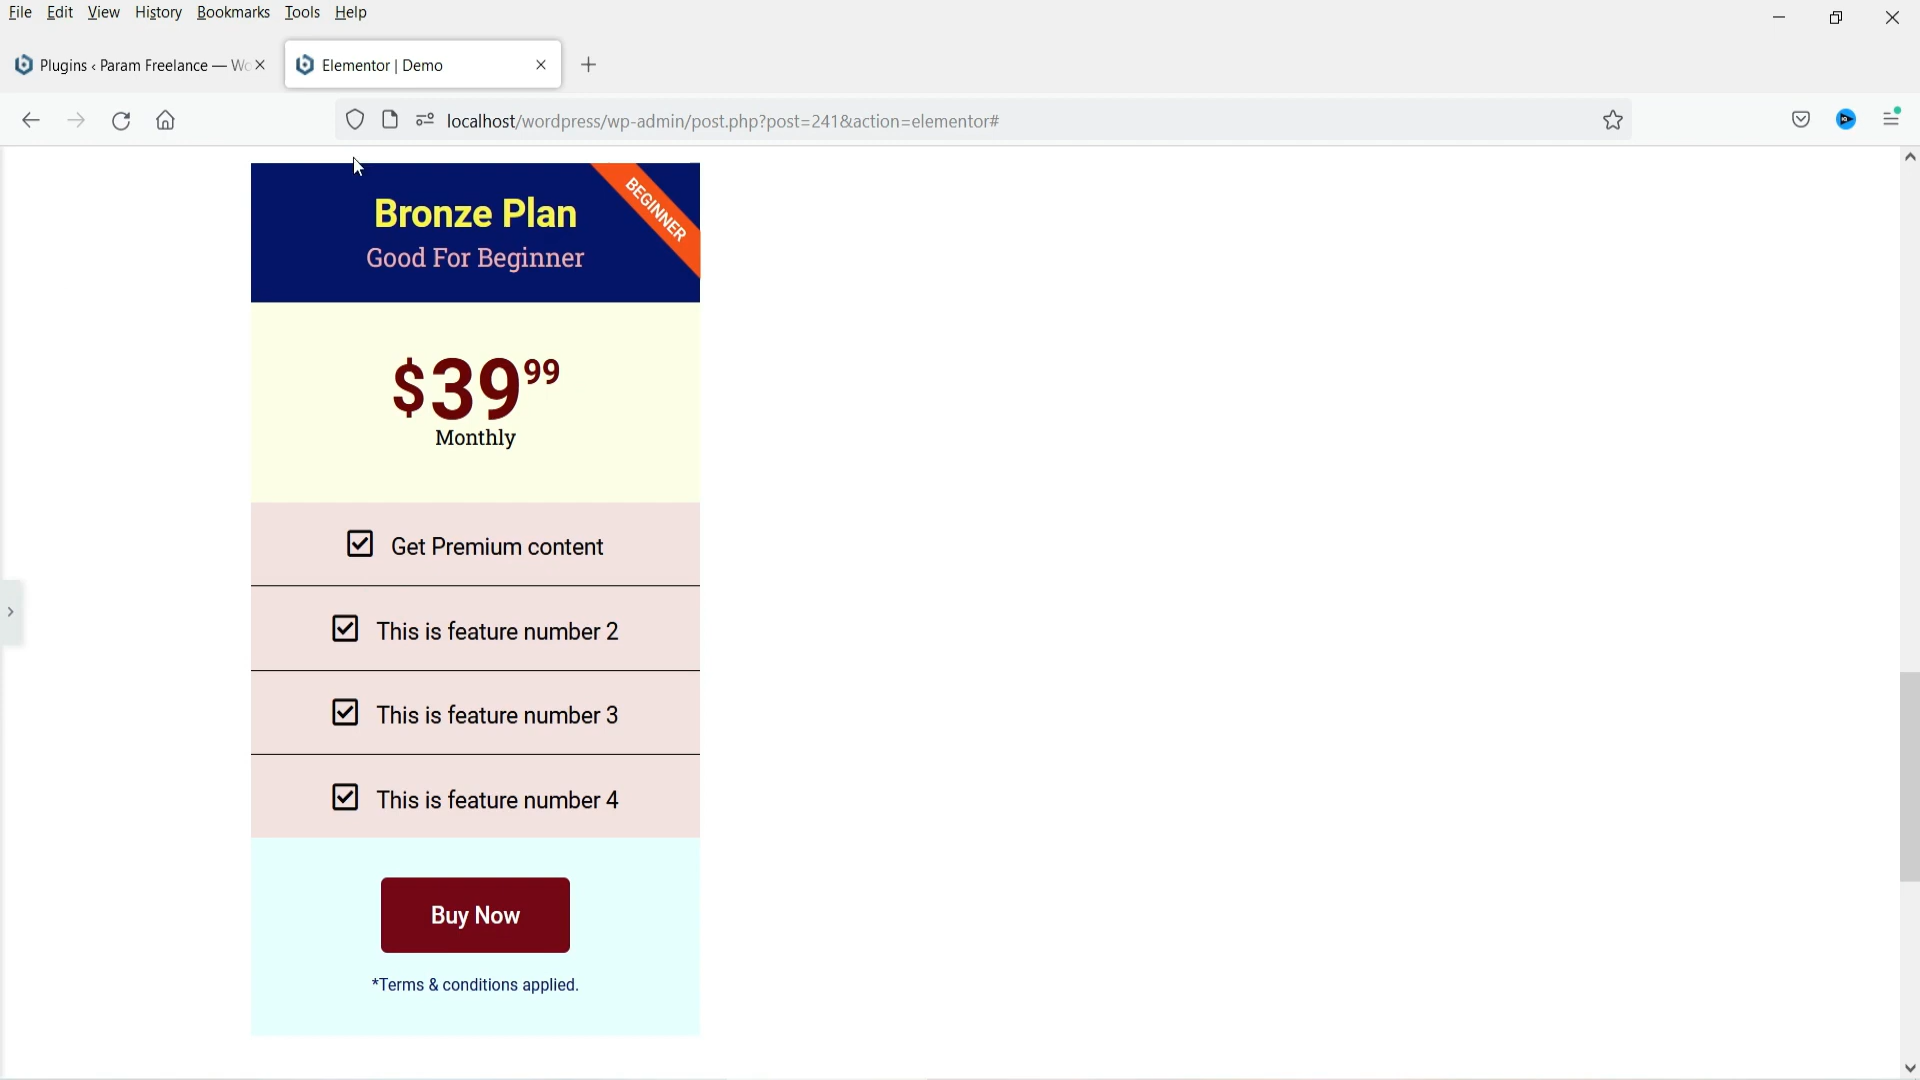 File Edit View History Bookmarks Tools Help
Plugins ‹ Param Freelance — Wo
Elementor | Demo
localhost/wordpress/wp-admin/post.php?post=241&action=elementor#
BEGINNER
Bronze Plan
Good For Beginner
$39 99
Monthly
Get Premium content
This is feature number 2
This is feature number 3
This is feature number 4
Buy Now
*Terms & conditions applied.